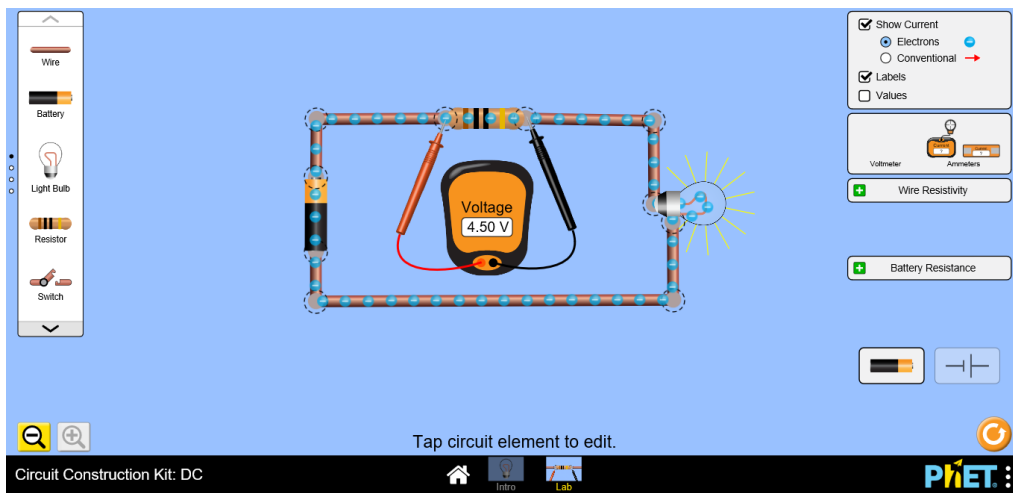 Wire
Battery
Light Bulb
Resistor
Switch
Voltage
4.50 V
Show Current
Electrons
Conventional
Labels
Values
Voltmeter
Ammeters
Wire Resistivity
Battery Resistance
Tap circuit element to edit.
Circuit Construction Kit: DC
Intro
Lab
PhET